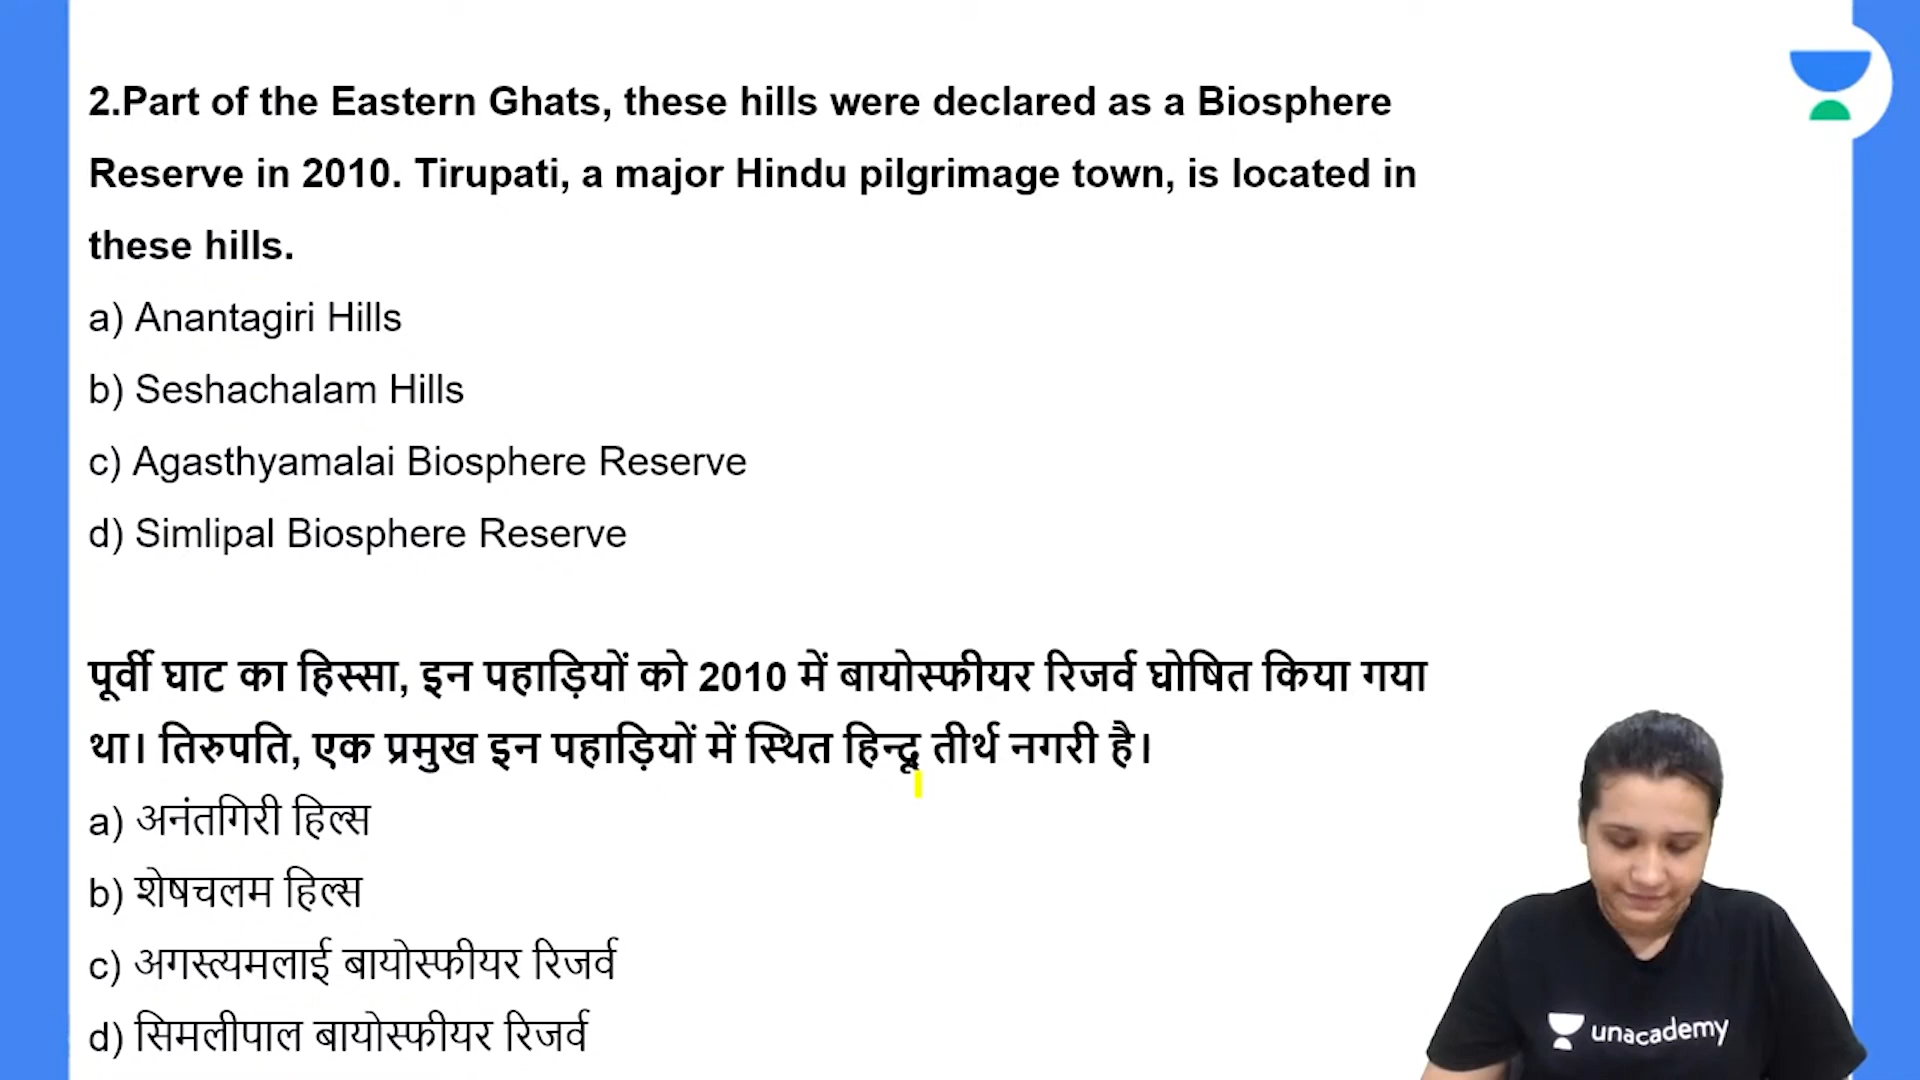 2.Part of the Eastern Ghats, these hills were declared as a Biosphere
Reserve in 2010. Tirupati, a major Hindu pilgrimage town, is located in
these hills.
a) Anantagiri Hills
b) Seshachalam Hills
c) Agasthyamalai Biosphere Reserve
d) Simlipal Biosphere Reserve
पूर्वी घाट का हिस्सा, इन पहाड़ियों को 2010 में बायोस्फीयर रिजर्व घोषित किया गया
था। तिरुपति, एक प्रमुख इन पहाड़ियों में स्थित हिन्दू तीर्थ नगरी है।
a) अनंतगिरी हिल्स
b) शेषचलम हिल्स
c) अगस्त्यमलाई बायोस्फीयर रिजर्व
d) सिमलीपाल बायोस्फीयर रिजर्व
unacademy